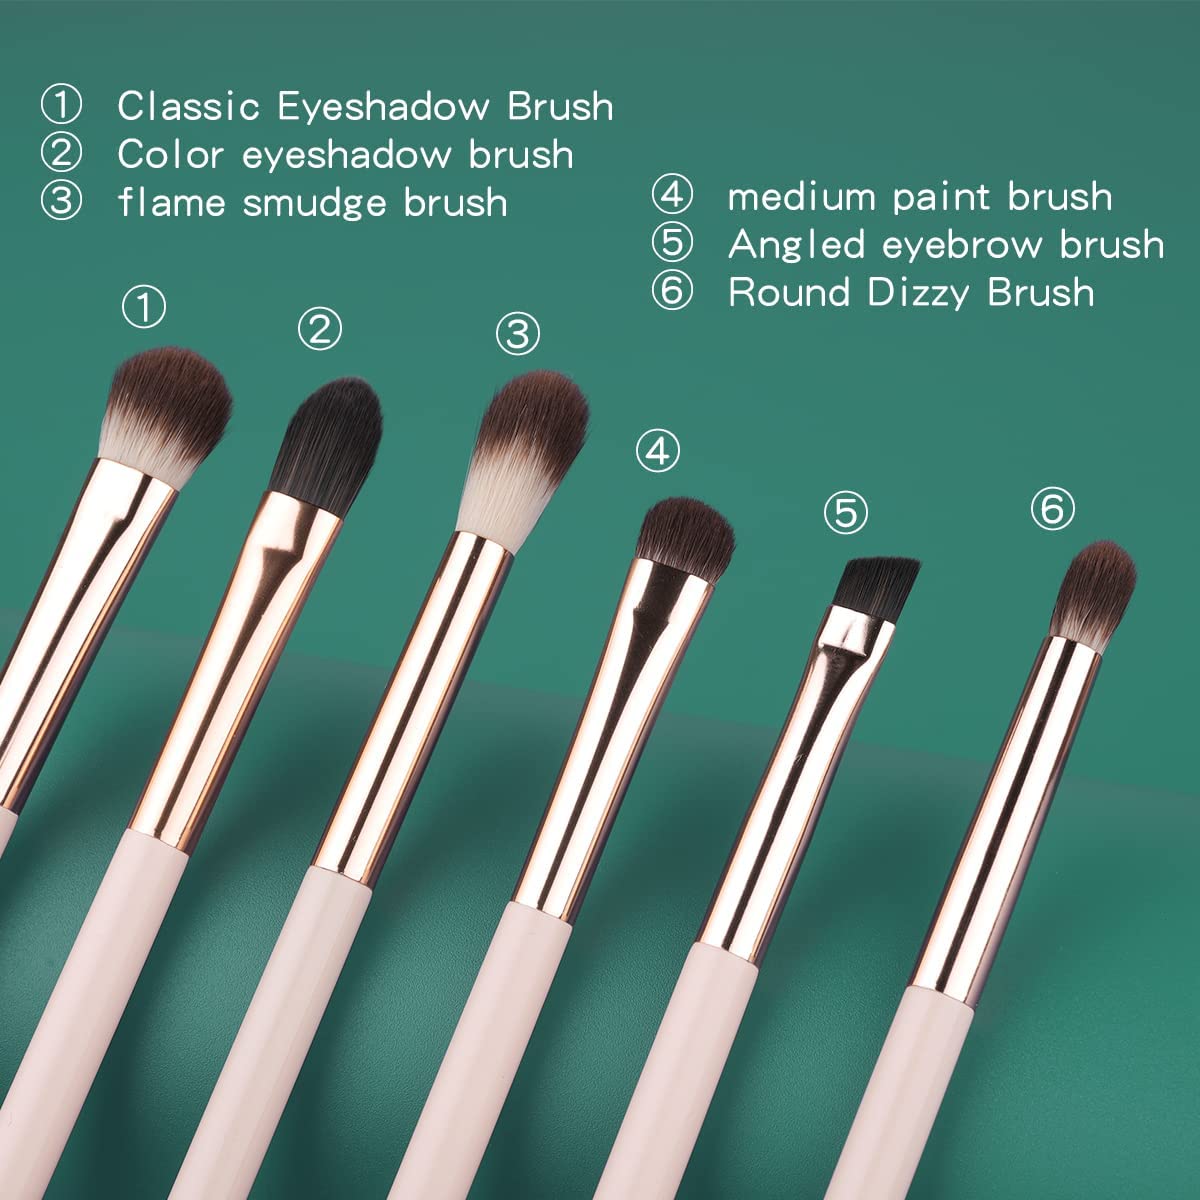 ① Classic Eyeshadow Brush
② Color eyeshadow brush
③ flame smudge brush
④ medium paint brush
⑤ Angled eyebrow brush
⑥ Round Dizzy Brush
①
②
③
④
⑤
⑥